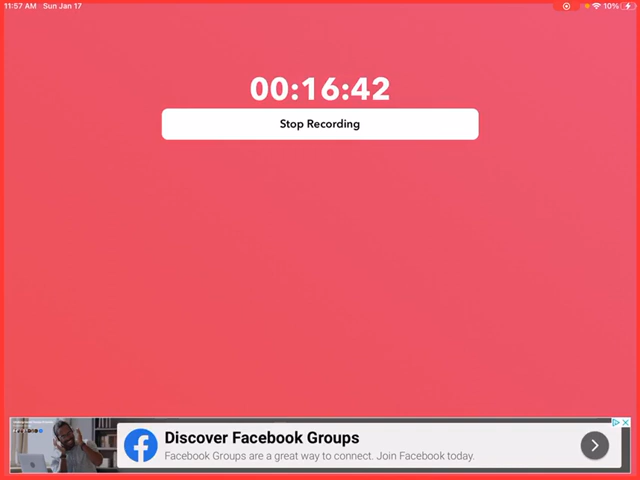 11:57 AM Sun Jan 17
10%
00:16:42
Stop Recording
Discover Facebook Groups
Facebook Groups are a great way to connect. Join Facebook today.